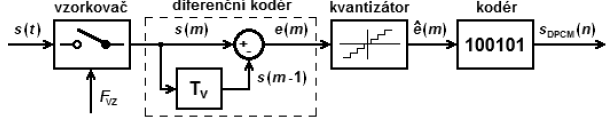 vzorkovač
diferenční kodér
kvantizátor
kodér
s(t)
s(m)
+
-
e(m)
ê(m)
100101
s_DPCM(n)
T_V
s(m-1)
F_VZ